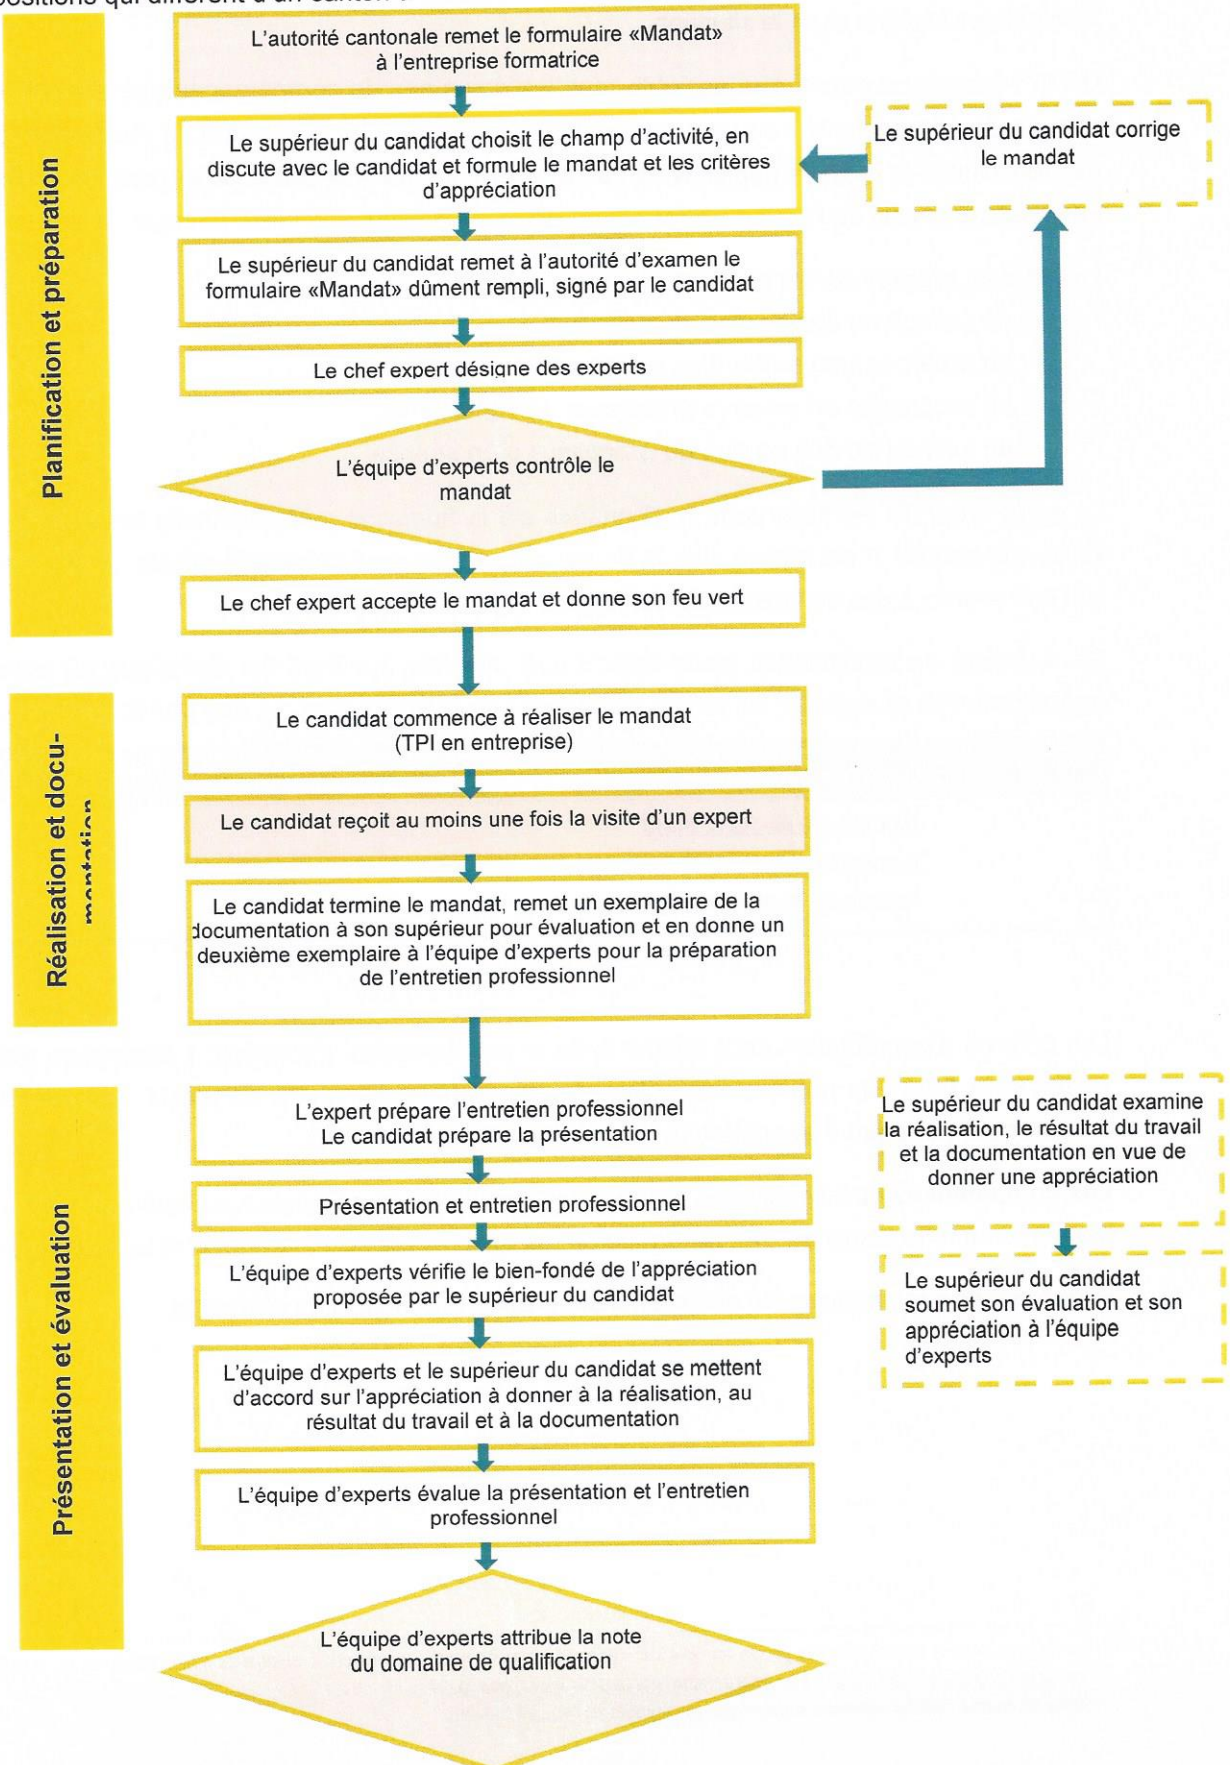 L'autorité cantonale remet le formulaire «Mandat»
à l'entreprise formatrice
Planification et préparation
Le supérieur du candidat choisit le champ d'activité, en
discute avec le candidat et formule le mandat et les critères
d'appréciation
Le supérieur du candidat corrige
le mandat
Le supérieur du candidat remet à l'autorité d'examen le
formulaire «Mandat» dûment rempli, signé par le candidat
Le chef expert désigne des experts
L'équipe d'experts contrôle le
mandat
Le chef expert accepte le mandat et donne son feu vert
Réalisation et docu-
mentation
Le candidat commence à réaliser le mandat
(TPI en entreprise)
Le candidat reçoit au moins une fois la visite d'un expert
Le candidat termine le mandat, remet un exemplaire de la
documentation à son supérieur pour évaluation et en donne un
deuxième exemplaire à l'équipe d'experts pour la préparation
de l'entretien professionnel
Présentation et évaluation
L'expert prépare l'entretien professionnel
Le candidat prépare la présentation
Le supérieur du candidat examine
la réalisation, le résultat du travail
et la documentation en vue de
donner une appréciation
Présentation et entretien professionnel
L'équipe d'experts vérifie le bien-fondé de l'appréciation
proposée par le supérieur du candidat
Le supérieur du candidat
soumet son évaluation et son
appréciation à l'équipe
d'experts
L'équipe d'experts et le supérieur du candidat se mettent
d'accord sur l'appréciation à donner à la réalisation, au
résultat du travail et à la documentation
L'équipe d'experts évalue la présentation et l'entretien
professionnel
L'équipe d'experts attribue la note
du domaine de qualification